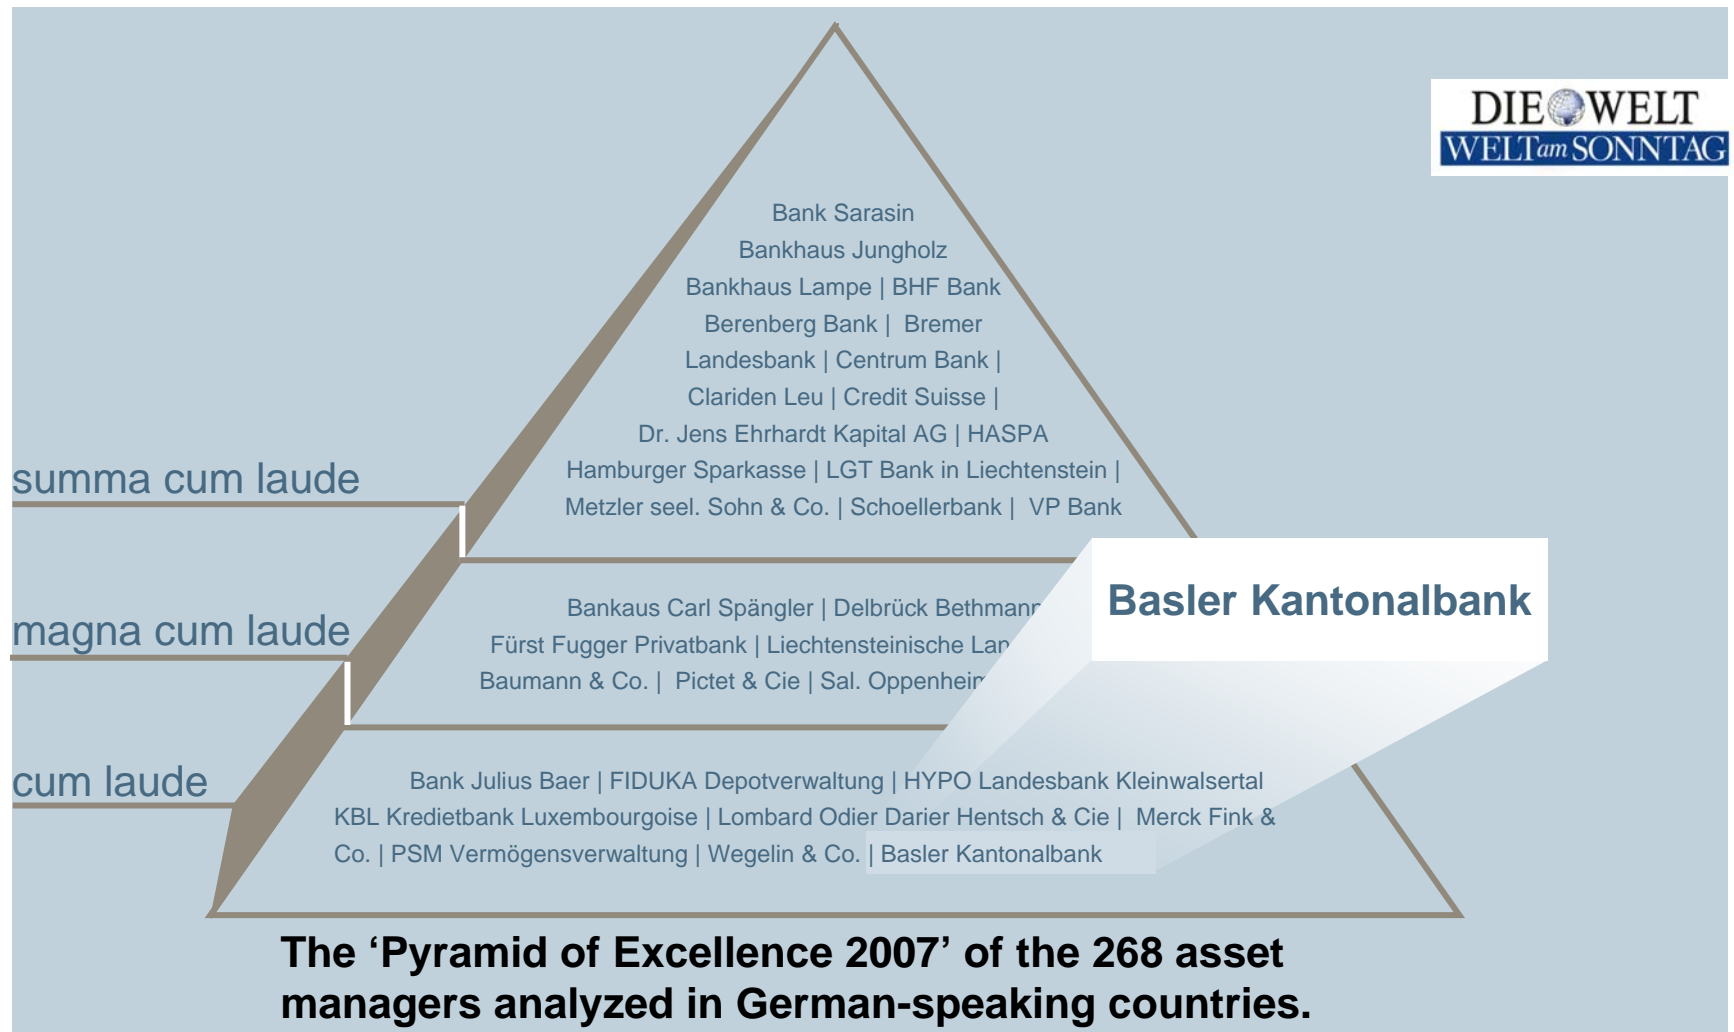 DIE WELT
WELT am SONNTAG
Bank Sarasin
Bankhaus Jungholz
Bankhaus Lampe | BHF Bank
Berenberg Bank | Bremer
Landesbank | Centrum Bank |
Clariden Leu | Credit Suisse |
Dr. Jens Ehrhardt Kapital AG | HASPA
Hamburger Sparkasse | LGT Bank in Liechtenstein |
Metzler seel. Sohn & Co. | Schoellerbank | VP Bank
summa cum laude
Bankaus Carl Spängler | Delbrück Bethmann
Fürst Fugger Privatbank | Liechtensteinische
Baumann & Co. | Pictet & Cie | Sal. Oppenheim
Basler Kantonalbank
magna cum laude
cum laude
Bank Julius Baer | FIDUKA Depotverwaltung | HYPO Landesbank Kleinwalsertal
KBL Kredietbank Luxembourgoise | Lombard Odier Darier Hentsch & Cie | Merck Fink &
Co. | PSM Vermögensverwaltung | Wegelin & Co. | Basler Kantonalbank
The ‘Pyramid of Excellence 2007’ of the 268 asset
managers analyzed in German-speaking countries.